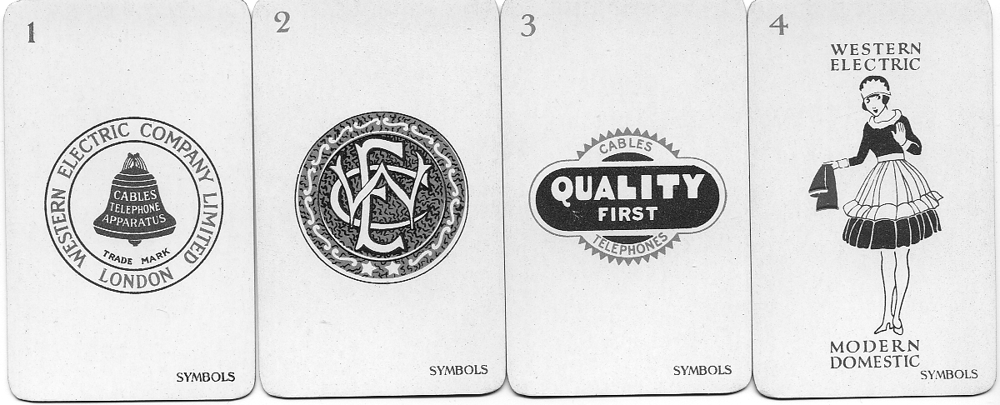 1
WESTERN ELECTRIC COMPANY LIMITED
LONDON
CABLES
TELEPHONE
APPARATUS
TRADE MARK
SYMBOLS
2
WEC
SYMBOLS
3
CABLES
QUALITY
FIRST
TELEPHONES
SYMBOLS
4
WESTERN
ELECTRIC
MODERN
DOMESTIC
SYMBOLS